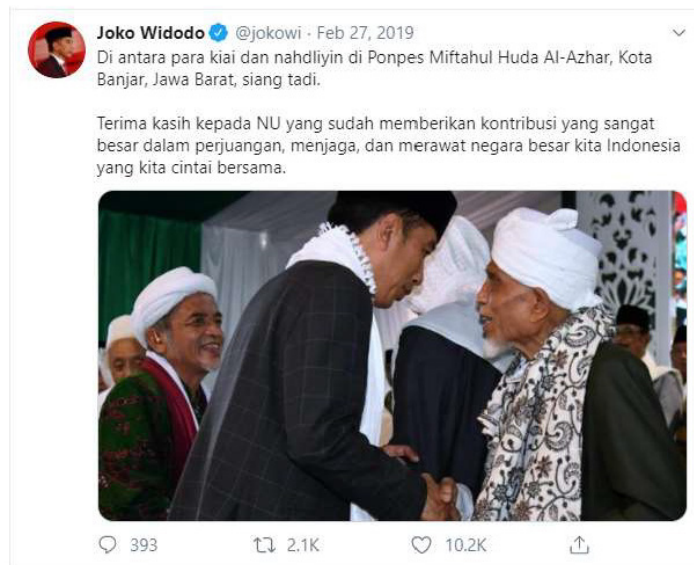 Joko Widodo @jokowi · Feb 27, 2019
Di antara para kiai dan nahdliyin di Ponpes Miftahul Huda Al-Azhar, Kota
Banjar, Jawa Barat, siang tadi.
Terima kasih kepada NU yang sudah memberikan kontribusi yang sangat
besar dalam perjuangan, menjaga, dan merawat negara besar kita Indonesia
yang kita cintai bersama.
393 2.1K 10.2K